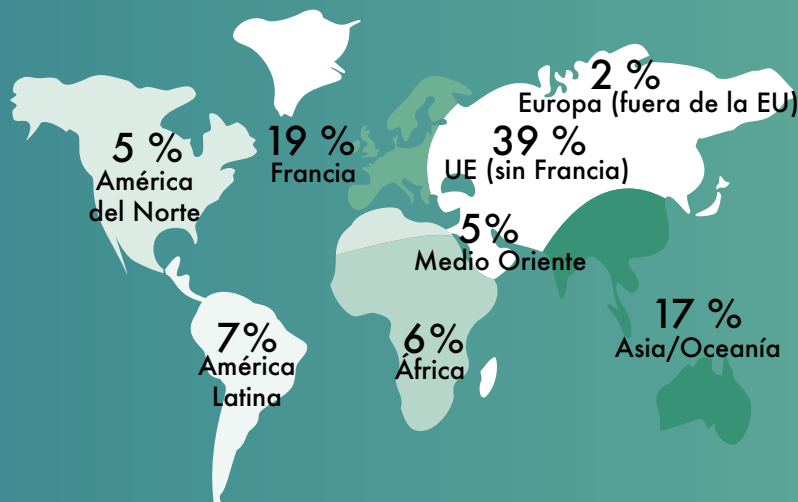 2 %
Europa (fuera de la EU)
5 %
América
del Norte
19 %
Francia
39 %
UE (sin Francia)
5%
Medio Oriente
17 %
Asia/Oceanía
7%
América
Latina
6%
África